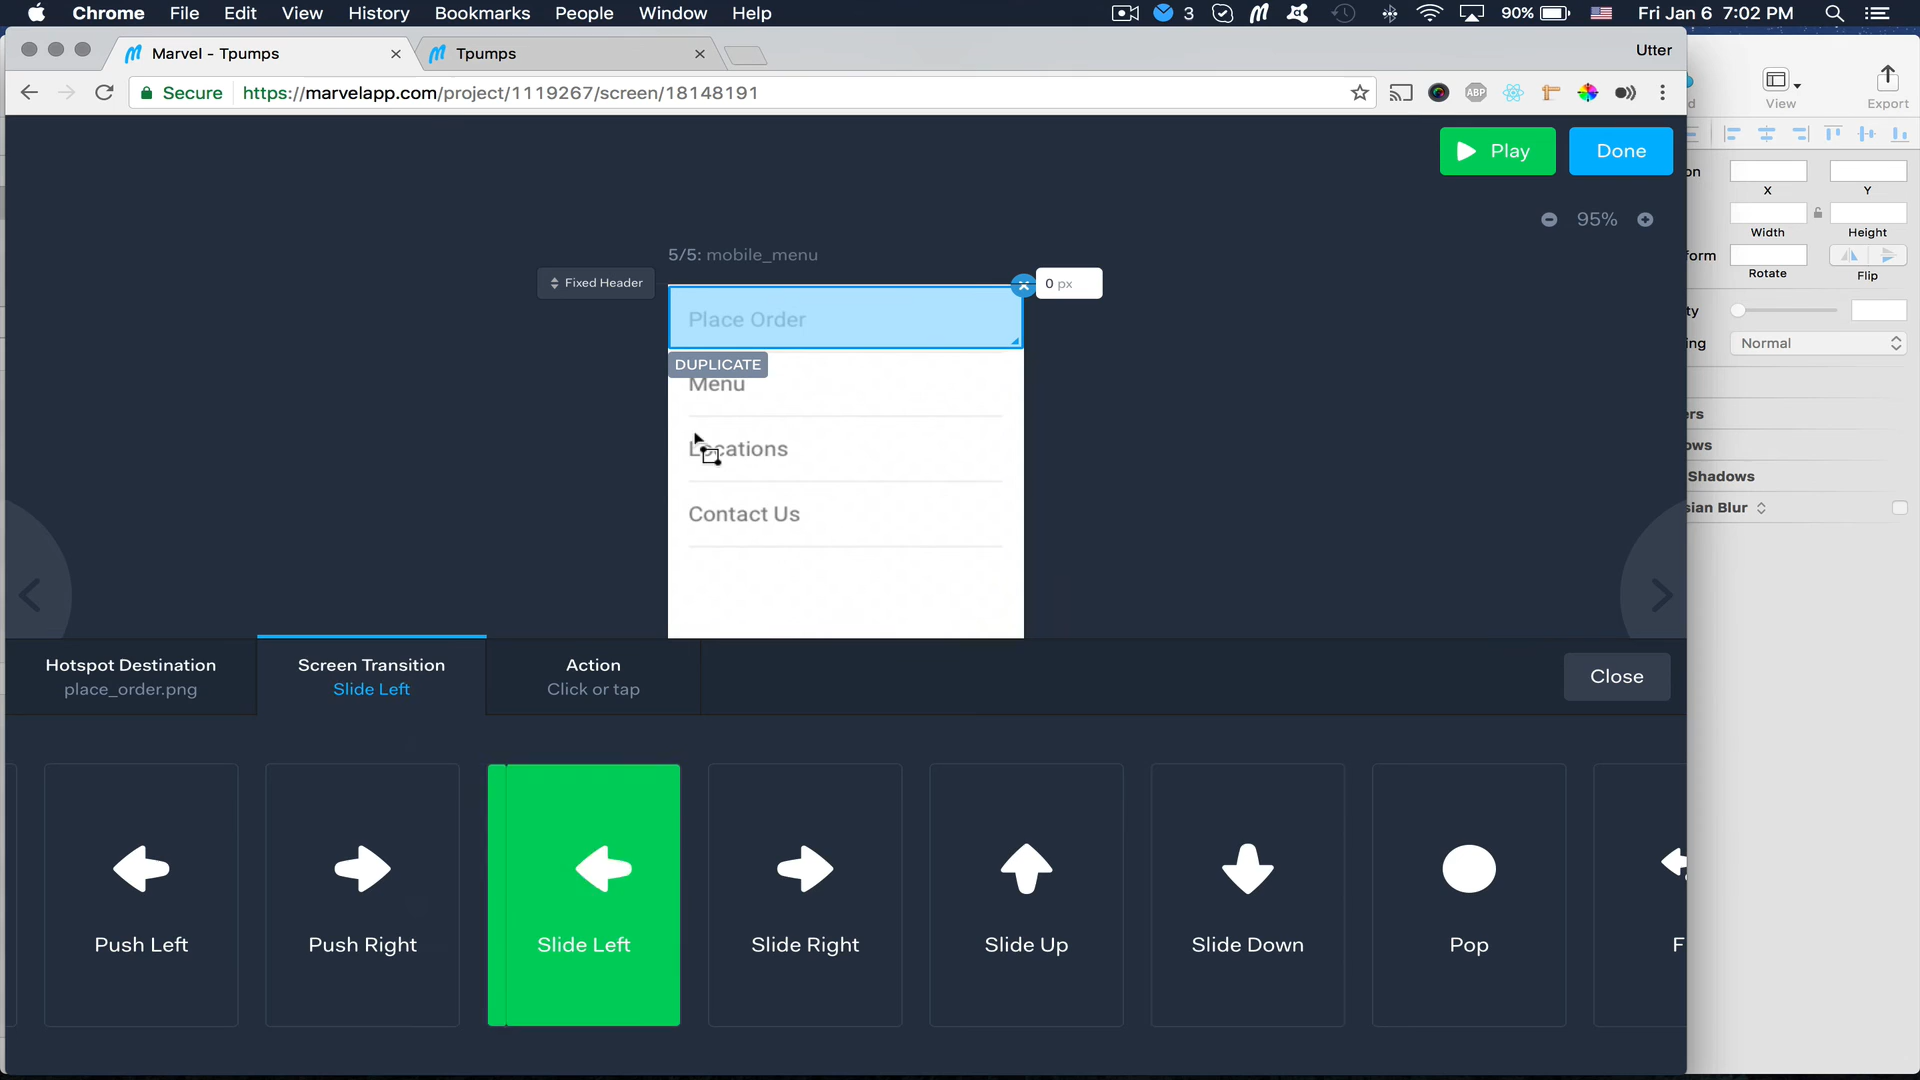 Chrome File Edit View History Bookmarks People Window Help 3 90% Fri Jan 6 7:02 PM
Marvel - Tpumps
Tpumps
Utter
Secure https://marvelapp.com/project/1119267/screen/18148191
ABP
View
Export
Play
Done
X
Y
95%
Width
Height
5/5: mobile_menu
Fixed Header
0 px
Rotate
Flip
Place Order
Normal
DUPLICATE
Menu
Locations
Shadows
Contact Us
Hotspot Destination
place_order.png
Screen Transition
Slide Left
Action
Click or tap
Close
Push Left
Push Right
Slide Left
Slide Right
Slide Up
Slide Down
Pop
F